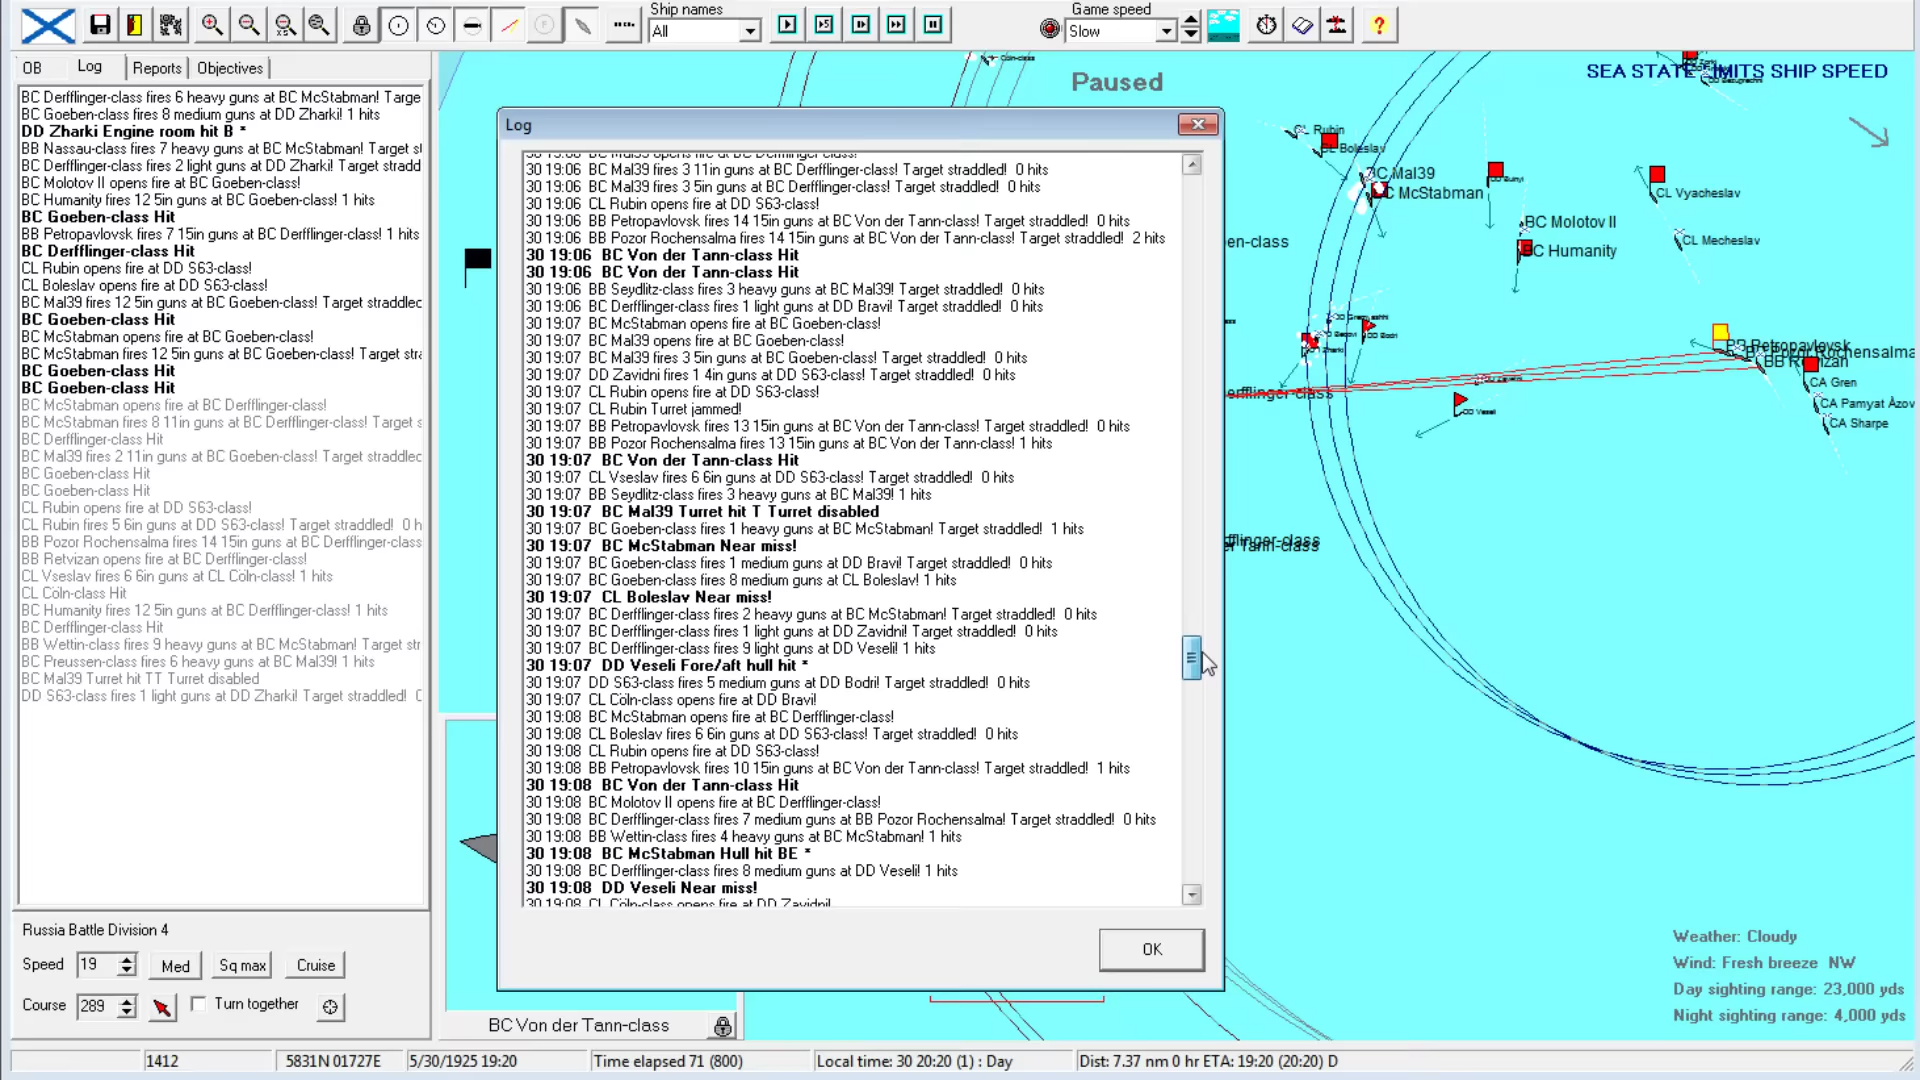 Ship names
All
Game speed
Slow
OB
Log
Reports
Objectives
BC Derfflinger-class fires 6 heavy guns at BC McStabman! Targe
BC Goeben-class fires 8 medium guns at DD Zharki! 1 hits
DD Zharki Engine room hit B *
BB Nassau-class fires 7 heavy guns at BC McStabman! Target st
BC Derfflinger-class fires 2 light guns at DD Zharki! Target stradd
BC Molotov II opens fire at BC Goeben-class!
BC Humanity fires 12 5in guns at BC Goeben-class! 1 hits
BC Goeben-class Hit
BB Petropavlovsk fires 7 15in guns at BC Derfflinger-class! 1 hits
BC Derfflinger-class Hit
CL Rubin opens fire at DD S63-class!
CL Boleslav opens fire at DD S63-class!
BC Mal39 fires 12 5in guns at BC Goeben-class! Target straddled
BC Goeben-class Hit
BC McStabman opens fire at BC Goeben-class!
BC McStabman fires 12 5in guns at BC Goeben-class! Target stra
BC Goeben-class Hit
BC Goeben-class Hit
BC McStabman opens fire at BC Derfflinger-class!
BC McStabman fires 8 11in guns at BC Derfflinger-class! Target s
BC Derfflinger-class Hit
BC Mal39 fires 2 11in guns at BC Goeben-class! Target straddled
BC Goeben-class Hit
BC Goeben-class Hit
CL Rubin opens fire at DD S63-class!
CL Rubin fires 5 6in guns at DD S63-class! Target straddled! 0 h
BB Pozor Rochensalma fires 14 15in guns at BC Derfflinger-class
BB Retvizan opens fire at BC Derfflinger-class!
CL Vseslav fires 6 6in guns at CL Cöln-class! 1 hits
CL Cöln-class Hit
BC Humanity fires 12 5in guns at BC Derfflinger-class! 1 hits
BC Derfflinger-class Hit
BB Wettin-class fires 9 heavy guns at BC McStabman! Target str
BC Preussen-class fires 6 heavy guns at BC Mal39! 1 hits
BC Mal39 Turret hit TT Turret disabled
DD S63-class fires 1 light guns at DD Zharki! Target straddled! 0
Russia Battle Division 4
Speed 19 Med Sq max Cruise
Course 289 Turn together
Log
30 19:06 BC Mal39 opens fire at BC Derfflinger-class!
30 19:06 BC Mal39 fires 3 11in guns at BC Derfflinger-class! Target straddled! 0 hits
30 19:06 BC Mal39 fires 3 5in guns at BC Derfflinger-class! Target straddled! 0 hits
30 19:06 CL Rubin opens fire at DD S63-class!
30 19:06 BB Petropavlovsk fires 14 15in guns at BC Von der Tann-class! Target straddled! 0 hits
30 19:06 BB Pozor Rochensalma fires 14 15in guns at BC Von der Tann-class! Target straddled! 2 hits
30 19:06 BC Von der Tann-class Hit
30 19:06 BC Von der Tann-class Hit
30 19:06 BB Seydlitz-class fires 3 heavy guns at BC Mal39! Target straddled! 0 hits
30 19:06 BC Derfflinger-class fires 1 light guns at DD Bravi! Target straddled! 0 hits
30 19:07 BC McStabman opens fire at BC Goeben-class!
30 19:07 BC Mal39 opens fire at BC Goeben-class!
30 19:07 BC Mal39 fires 3 5in guns at BC Goeben-class! Target straddled! 0 hits
30 19:07 DD Zavidni fires 1 4in guns at DD S63-class! Target straddled! 0 hits
30 19:07 CL Rubin opens fire at DD S63-class!
30 19:07 CL Rubin Turret jammed!
30 19:07 BB Petropavlovsk fires 13 15in guns at BC Von der Tann-class! Target straddled! 0 hits
30 19:07 BB Pozor Rochensalma fires 13 15in guns at BC Von der Tann-class! 1 hits
30 19:07 BC Von der Tann-class Hit
30 19:07 CL Vseslav fires 6 6in guns at DD S63-class! Target straddled! 0 hits
30 19:07 BB Seydlitz-class fires 3 heavy guns at BC Mal39! 1 hits
30 19:07 BC Mal39 Turret hit T Turret disabled
30 19:07 BC Goeben-class fires 1 heavy guns at BC McStabman! Target straddled! 1 hits
30 19:07 BC McStabman Near miss!
30 19:07 BC Goeben-class fires 1 medium guns at DD Bravi! Target straddled! 0 hits
30 19:07 BC Goeben-class fires 8 medium guns at CL Boleslav! 1 hits
30 19:07 CL Boleslav Near miss!
30 19:07 BC Derfflinger-class fires 2 heavy guns at BC McStabman! Target straddled! 0 hits
30 19:07 BC Derfflinger-class fires 1 light guns at DD Zavidni! Target straddled! 0 hits
30 19:07 BC Derfflinger-class fires 9 light guns at DD Veseli! 1 hits
30 19:07 DD Veseli Fore/aft hull hit *
30 19:07 DD S63-class fires 5 medium guns at DD Bodri! Target straddled! 0 hits
30 19:07 CL Cöln-class opens fire at DD Bravi!
30 19:08 BC McStabman opens fire at BC Derfflinger-class!
30 19:08 CL Boleslav fires 6 6in guns at DD S63-class! Target straddled! 0 hits
30 19:08 CL Rubin opens fire at DD S63-class!
30 19:08 BB Petropavlovsk fires 10 15in guns at BC Von der Tann-class! Target straddled! 1 hits
30 19:08 BC Von der Tann-class Hit
30 19:08 BC Molotov II opens fire at BC Derfflinger-class!
30 19:08 BC Derfflinger-class fires 7 medium guns at BB Pozor Rochensalma! Target straddled! 0 hits
30 19:08 BB Wettin-class fires 4 heavy guns at BC McStabman! 1 hits
30 19:08 BC McStabman Hull hit BE *
30 19:08 BC Derfflinger-class fires 8 medium guns at DD Veseli! 1 hits
30 19:08 DD Veseli Near miss!
30 19:08 CL Cöln-class opens fire at DD Zavidni!
OK
Cöln-class
Paused
SEA STATE LIMITS SHIP SPEED
CL Rubin
CL Boleslav
BC Mal39
BC McStabman
BC Molotov II
BC Humanity
CL Vyacheslav
CL Mecheslav
en-class
DD Bodri
DD Zharki
BB Petropavlovsk
Pozor Rochensalma
BB Retvizan
CA Gren
CA Pamyat Azov
CA Sharpe
erfflinger-class
DD Veseli
fflinger-class
r Tann-class
BC Von der Tann-class
Weather: Cloudy
Wind: Fresh breeze NW
Day sighting range: 23,000 yds
Night sighting range: 4,000 yds
1412
5831N 01727E
5/30/1925 19:20
Time elapsed 71 (800)
Local time: 30 20:20 (1) : Day
Dist: 7.37 nm 0 hr ETA: 19:20 (20:20) D